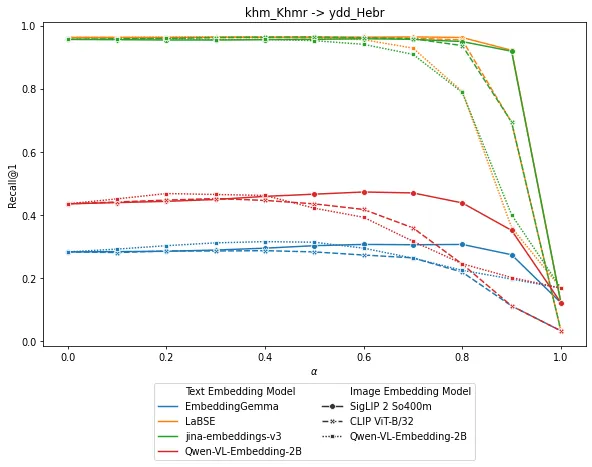 khm_Khmr -> ydd_Hebr
1.0
0.8
0.6
0.4
0.2
0.0
Recall@1
0.0 0.2 0.4 0.6 0.8 1.0
α
Text Embedding Model
EmbeddingGemma
LaBSE
jina-embeddings-v3
Qwen-VL-Embedding-2B
Image Embedding Model
SigLIP 2 So400m
CLIP ViT-B/32
Qwen-VL-Embedding-2B